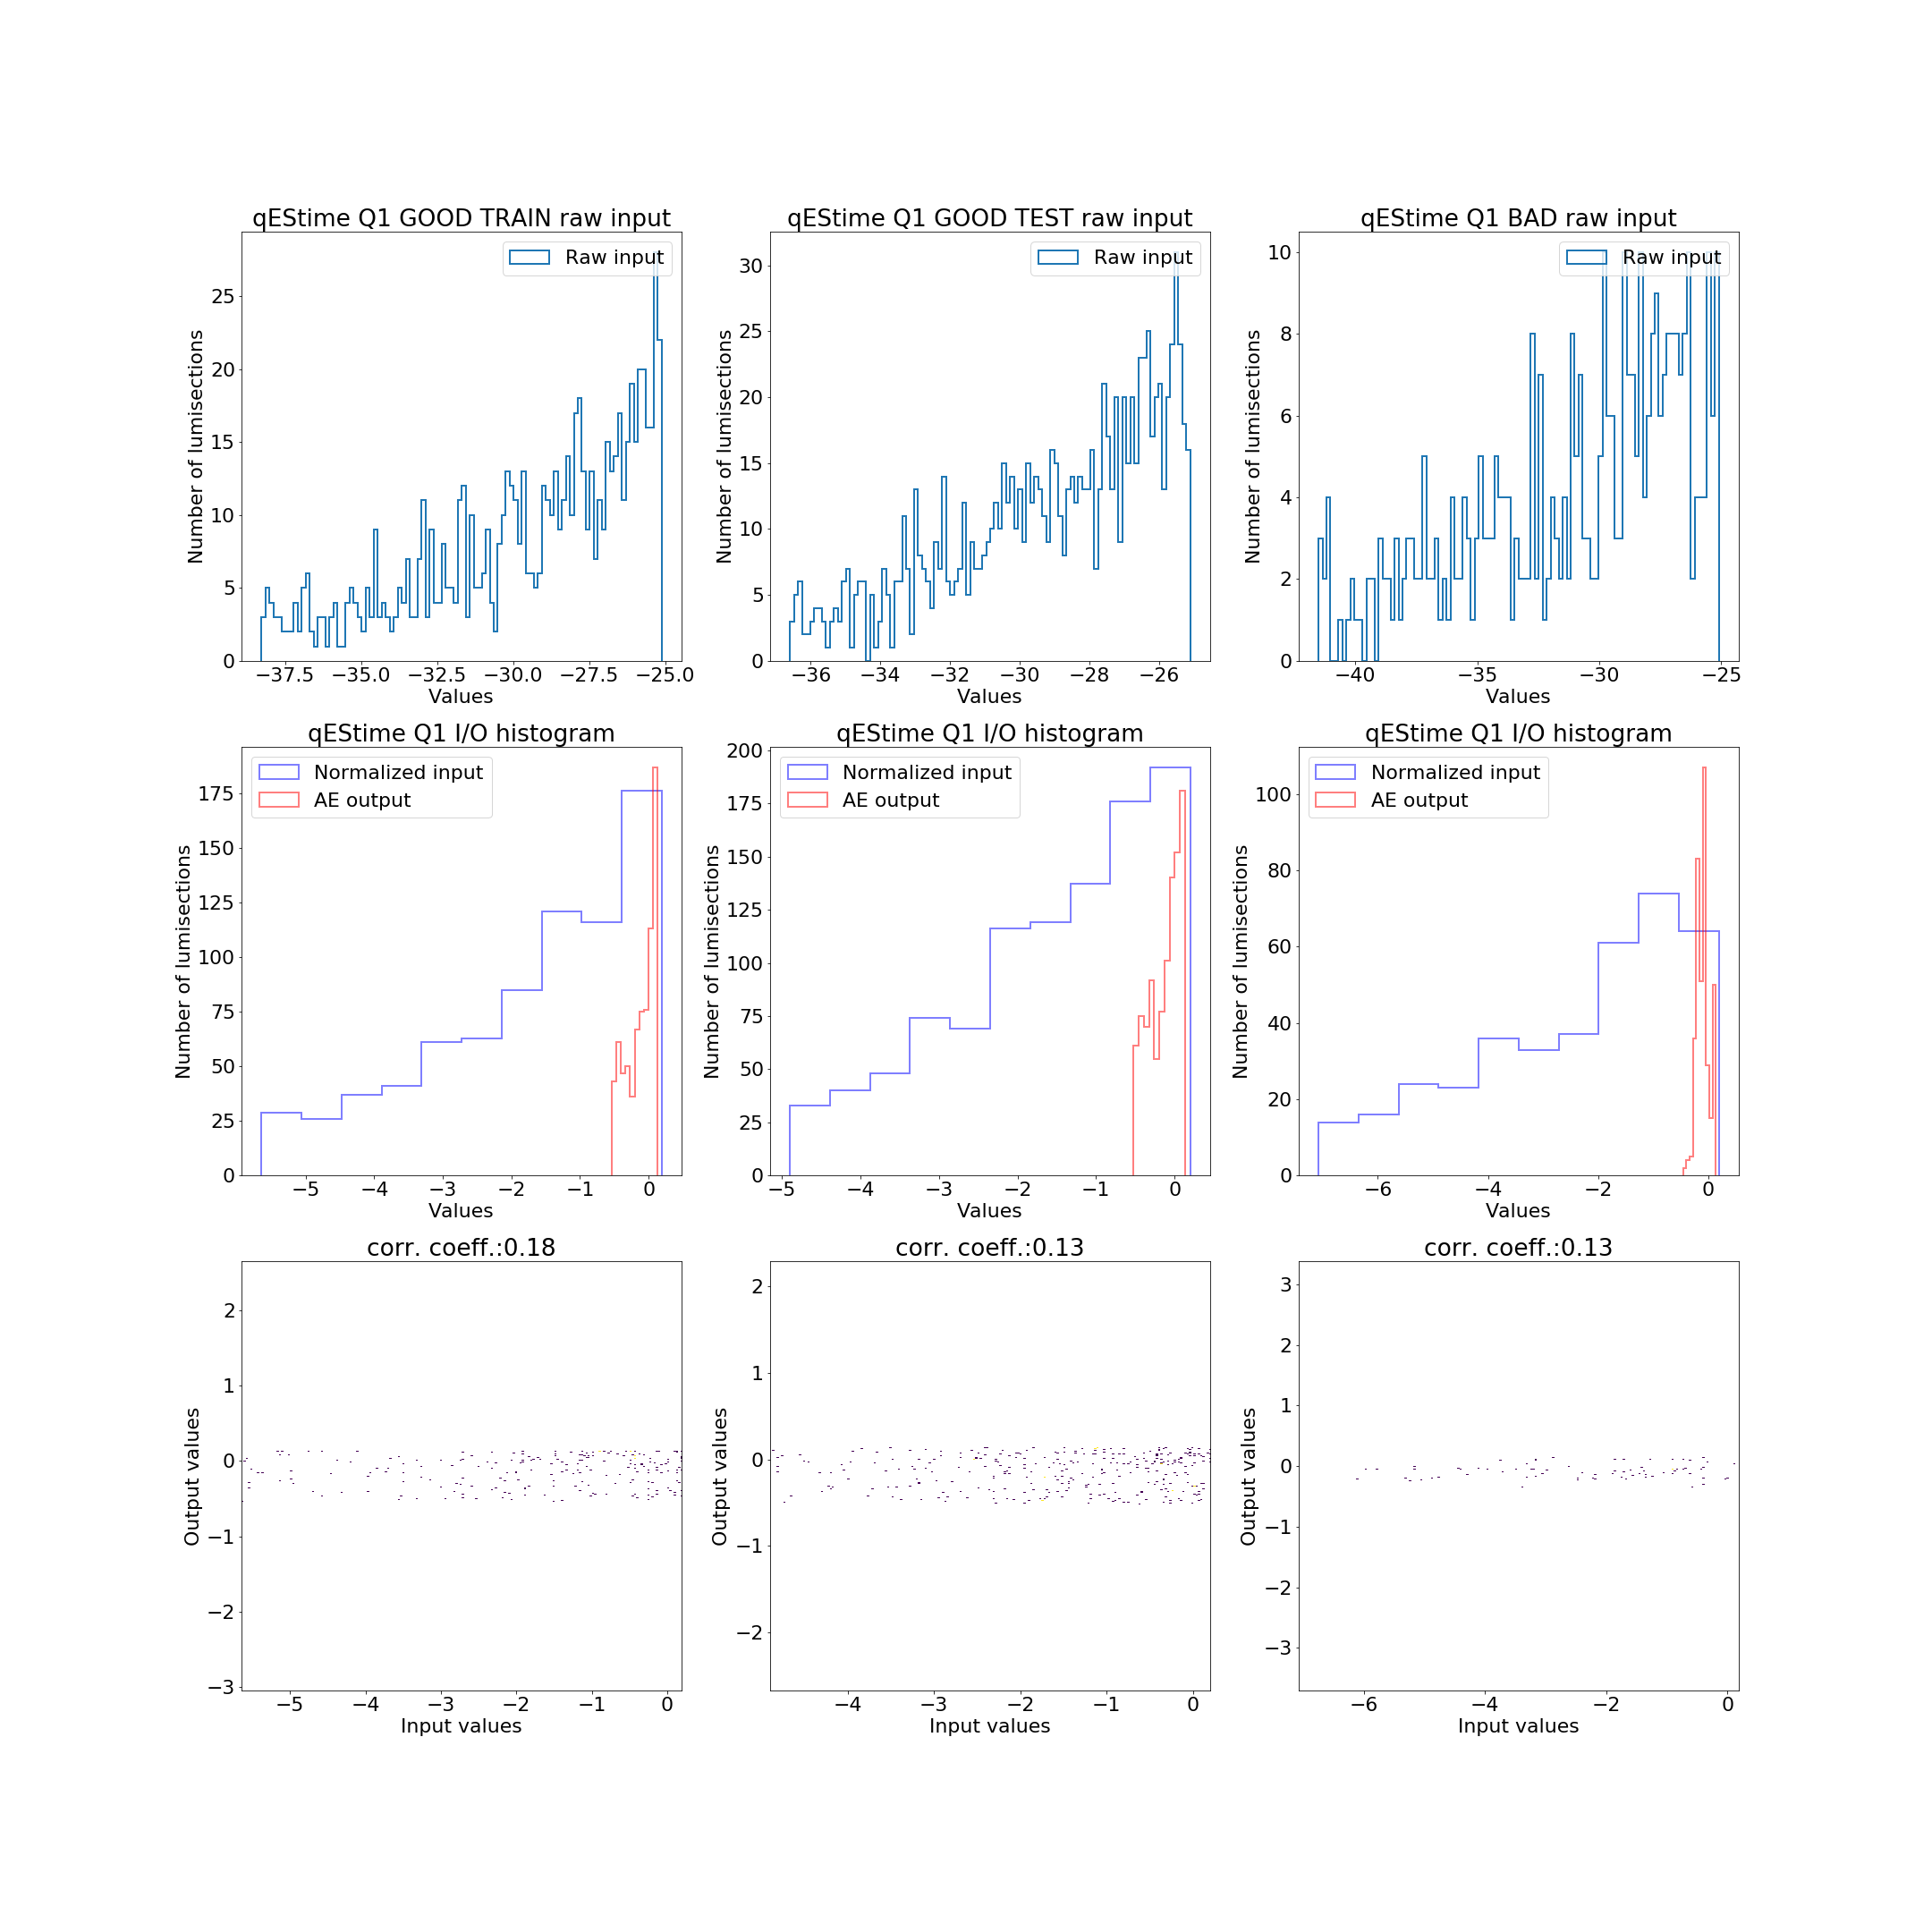 qEStime Q1 GOOD TRAIN raw input
Raw input
Number of lumisections
0
5
10
15
20
25
−37.5 −35.0 −32.5 −30.0 −27.5 −25.0
Values
qEStime Q1 GOOD TEST raw input
Raw input
Number of lumisections
0
5
10
15
20
25
30
−36 −34 −32 −30 −28 −26
Values
qEStime Q1 BAD raw input
Raw input
Number of lumisections
0
2
4
6
8
10
−40 −35 −30 −25
Values
qEStime Q1 I/O histogram
Normalized input
AE output
Number of lumisections
0
25
50
75
100
125
150
175
−5 −4 −3 −2 −1 0
Values
qEStime Q1 I/O histogram
Normalized input
AE output
Number of lumisections
0
25
50
75
100
125
150
175
200
−5 −4 −3 −2 −1 0
Values
qEStime Q1 I/O histogram
Normalized input
AE output
Number of lumisections
0
20
40
60
80
100
−6 −4 −2 0
Values
corr. coeff.:0.18
Output values
2
1
0
−1
−2
−3
−5 −4 −3 −2 −1 0
Input values
corr. coeff.:0.13
Output values
2
1
0
−1
−2
−4 −3 −2 −1 0
Input values
corr. coeff.:0.13
Output values
3
2
1
0
−1
−2
−3
−6 −4 −2 0
Input values